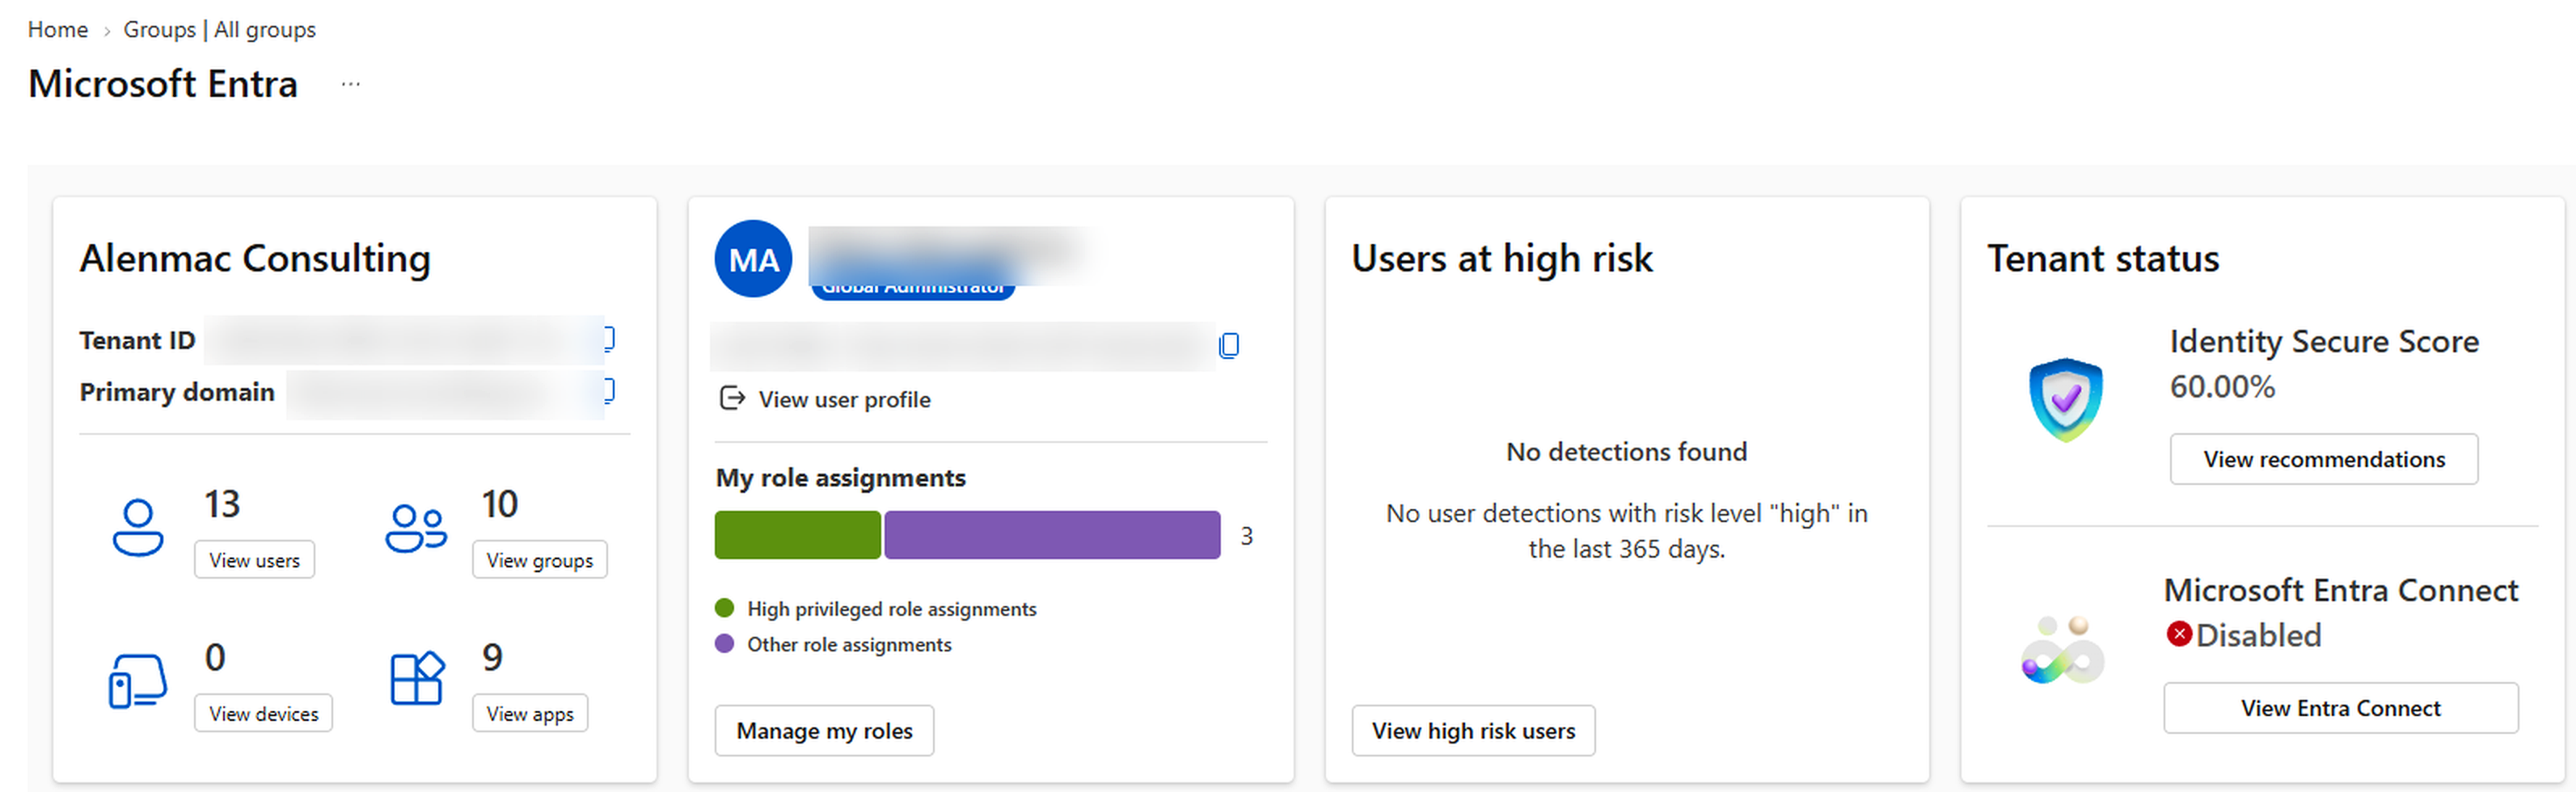 Home > Groups | All groups
Microsoft Entra ...
Alenmac Consulting
Tenant ID
Primary domain
13
View users
10
View groups
0
View devices
9
View apps
MA
Global Administrator
View user profile
My role assignments
3
High privileged role assignments
Other role assignments
Manage my roles
Users at high risk
No detections found
No user detections with risk level "high" in
the last 365 days.
View high risk users
Tenant status
Identity Secure Score
60.00%
View recommendations
Microsoft Entra Connect
Disabled
View Entra Connect